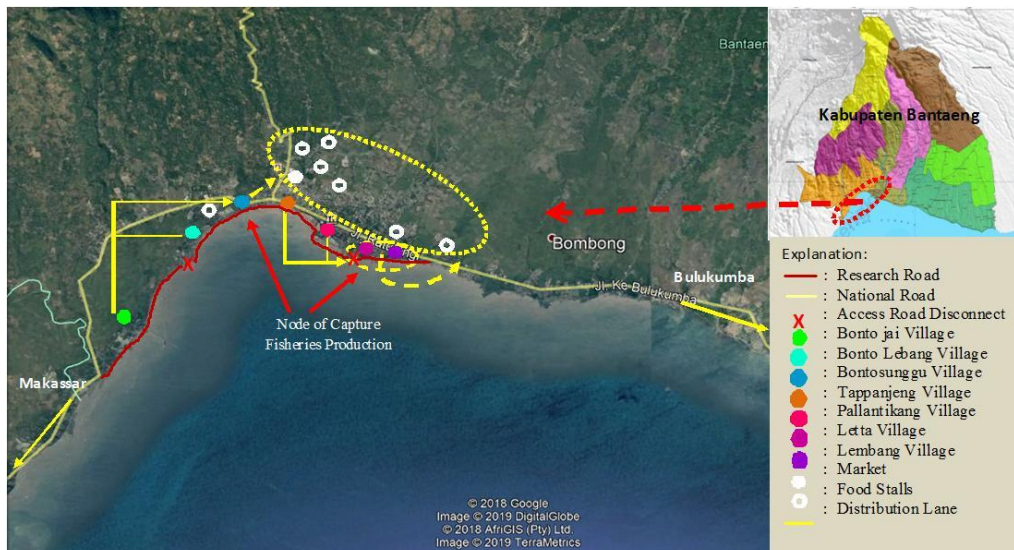 Bantaen
Bombong
Jl. Ke Bulukumba
Bulukumba
Node of Capture
Fisheries Production
Makassar
© 2018 Google
Image © 2019 DigitalGlobe
© 2018 AfriGIS (Pty) Ltd.
Image © 2019 TerraMetrics
Kabupaten Bantaeng
Explanation:
: Research Road
: National Road
X : Access Road Disconnect
: Bonto jai Village
: Bonto Lebang Village
: Bontosunggu Village
: Tappanjeng Village
: Pallantikang Village
: Letta Village
: Lembang Village
: Market
: Food Stalls
: Distribution Lane